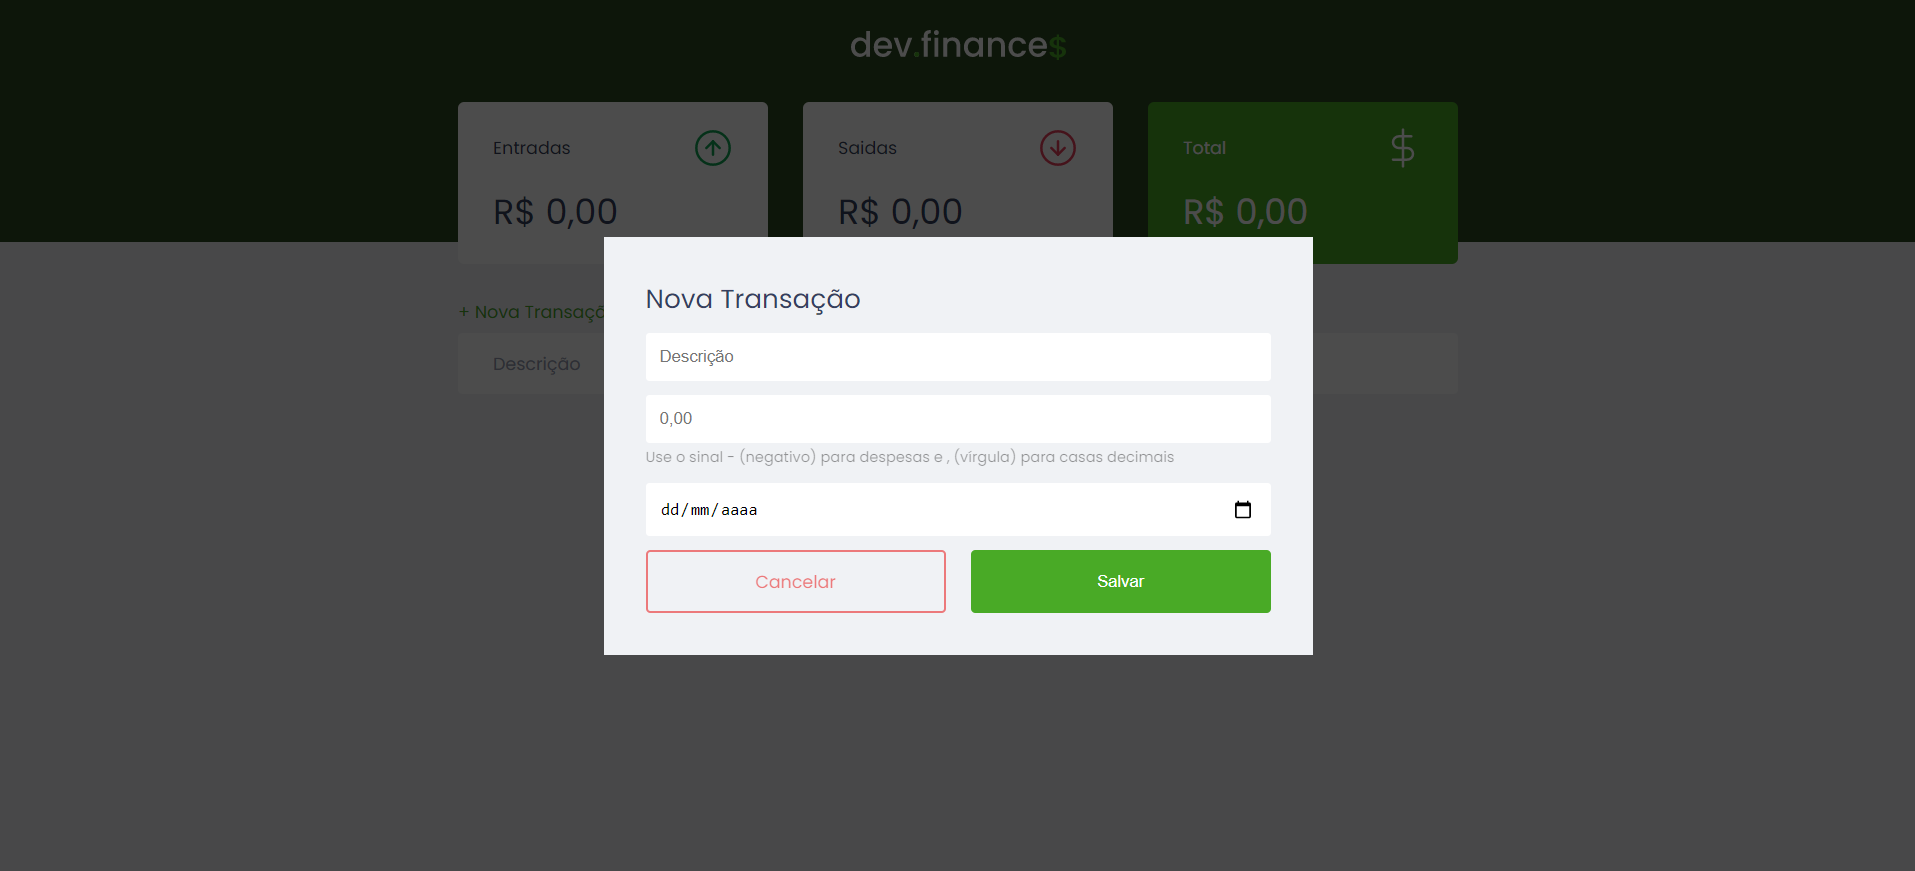 dev.finance$
Entradas
R$ 0,00
Saidas
R$ 0,00
Total
R$ 0,00
+ Nova Transaçã
Descrição
Nova Transação
Descrição
0,00
Use o sinal - (negativo) para despesas e , (vírgula) para casas decimais
dd/mm/aaaa
Cancelar
Salvar